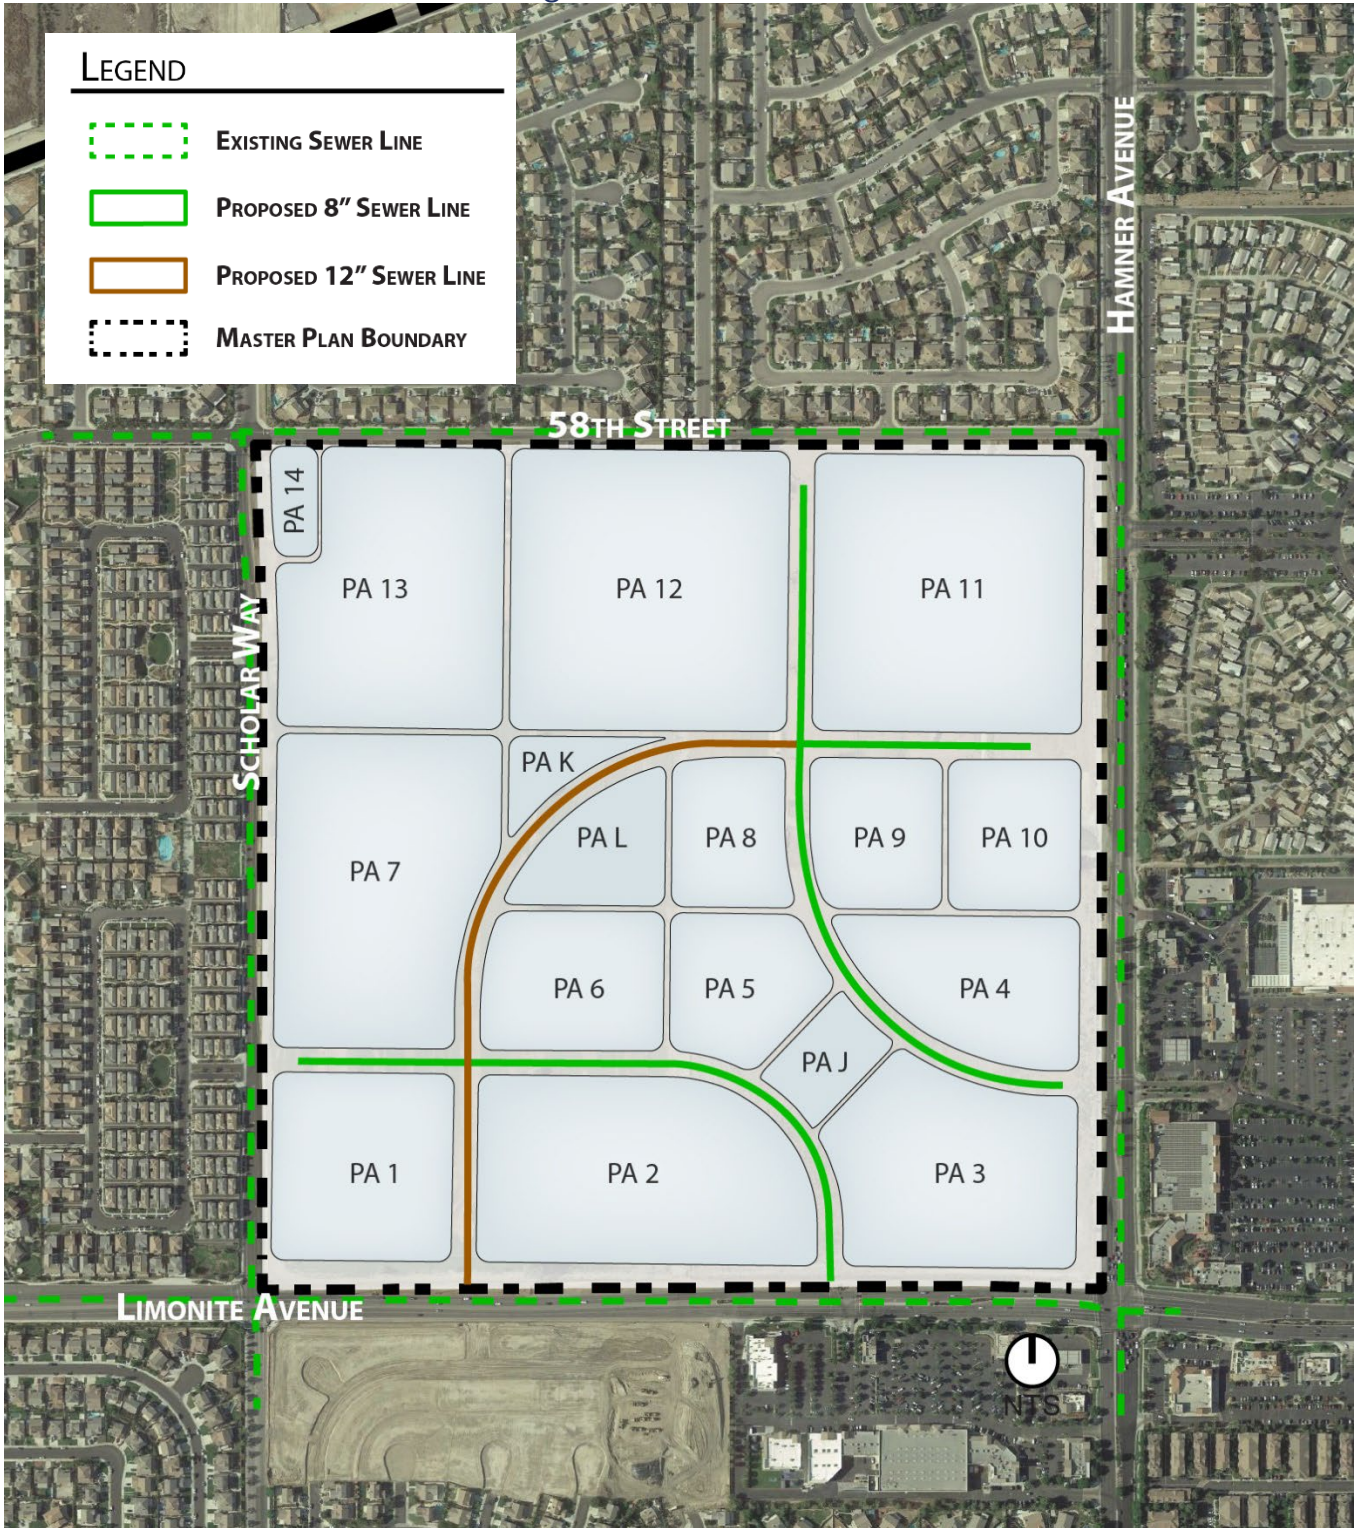 LEGEND
EXISTING SEWER LINE
PROPOSED 8" SEWER LINE
PROPOSED 12" SEWER LINE
MASTER PLAN BOUNDARY
HAMNER AVENUE
58TH STREET
PA 14
PA 13
PA 12
PA 11
SCHOLAR WAY
PA K
PA L
PA 8
PA 9
PA 10
PA 7
PA 6
PA 5
PA 4
PA J
PA 1
PA 2
PA 3
LIMONITE AVENUE
NTS